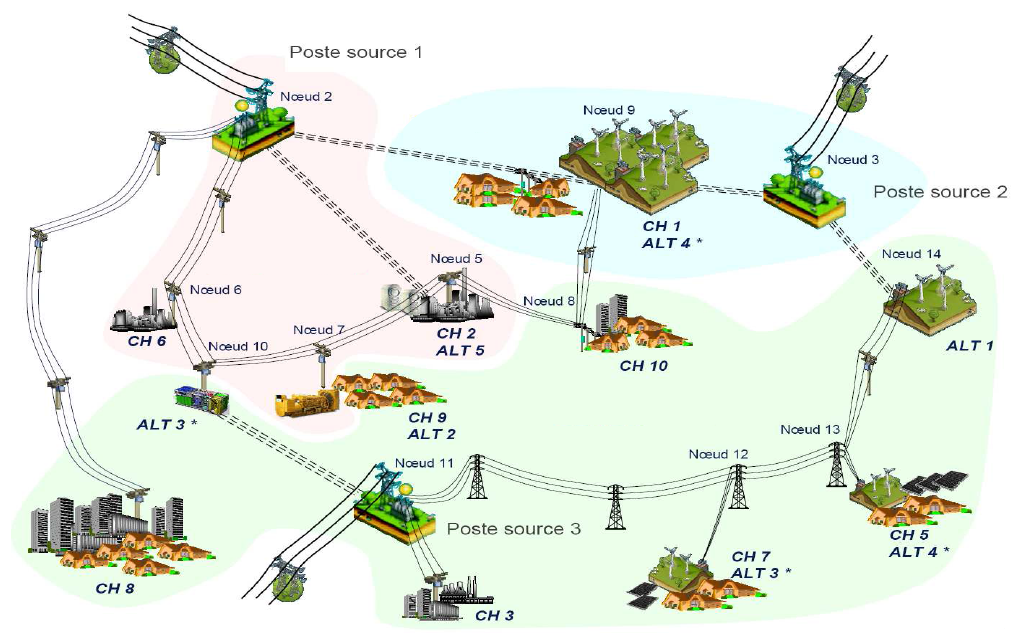 Poste source 1
Nœud 2
Nœud 9
Nœud 3
Poste source 2
CH 1
ALT 4 *
Nœud 14
Nœud 5
Nœud 6
Nœud 8
Nœud 7
CH 6
CH 2
ALT 5
Nœud 10
CH 10
ALT 1
ALT 3 *
CH 9
ALT 2
Nœud 13
Nœud 12
Nœud 11
Poste source 3
CH 5
ALT 4 *
CH 7
ALT 3 *
CH 8
CH 3